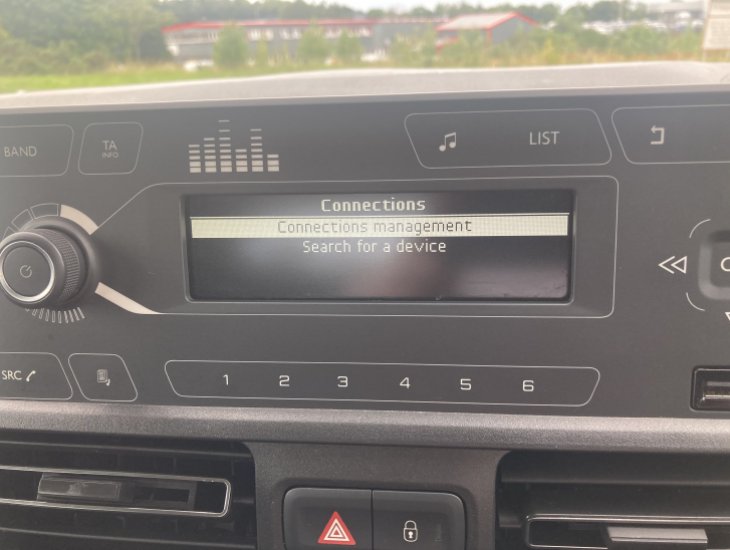 BAND
TA
INFO
LIST
Connections
Connections management
Search for a device
SRC
1 2 3 4 5 6